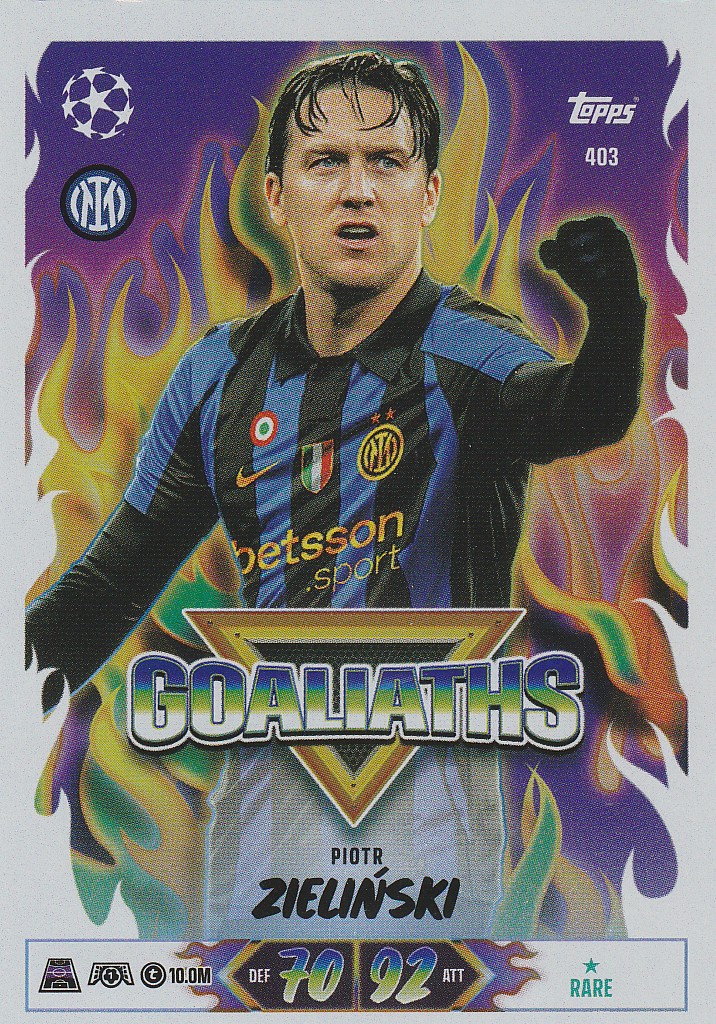 TOPPS
403
betsson
.sport
GOALIATHS
PIOTR
ZIELIŃSKI
10.0M
DEF 70 92 ATT
RARE